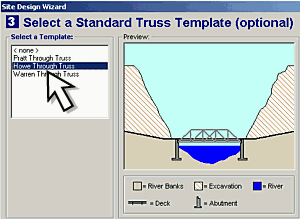 Site Design Wizard
3 Select a Standard Truss Template (optional)
Select a Template:
< none >
Pratt Through Truss
Howe Through Truss
Warren Through Truss
Preview:
= River Banks
= Excavation
= River
= Deck
= Abutment